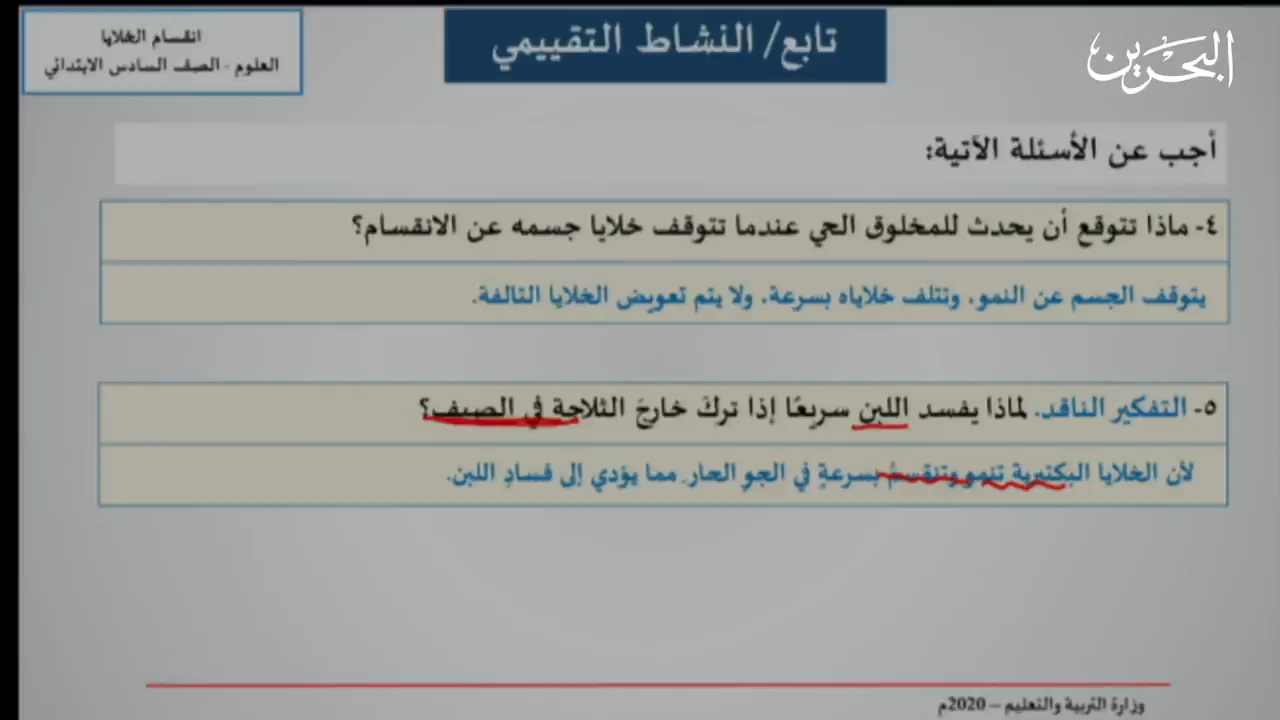 انقسام الخلايا
العلوم - الصف السادس الابتدائي
تابع/ النشاط التقييمي
البحرين
أجب عن الأسئلة الآتية:
٤- ماذا تتوقع أن يحدث للمخلوق الحي عندما تتوقف خلايا جسمه عن الانقسام؟
يتوقف الجسم عن النمو، وتتلف خلاياه بسرعة، ولا يتم تعويض الخلايا التالفة.
٥- التفكير الناقد. لماذا يفسد اللبن سريعًا إذا تركَ خارجَ الثلاجة في الصيف؟
لأن الخلايا البكتيرية تنمو وتنقسمُ بسرعةٍ في الجوِ الحار. مما يؤدي إلى فسادِ اللبن.
وزارة التربية والتعليم – 2020م